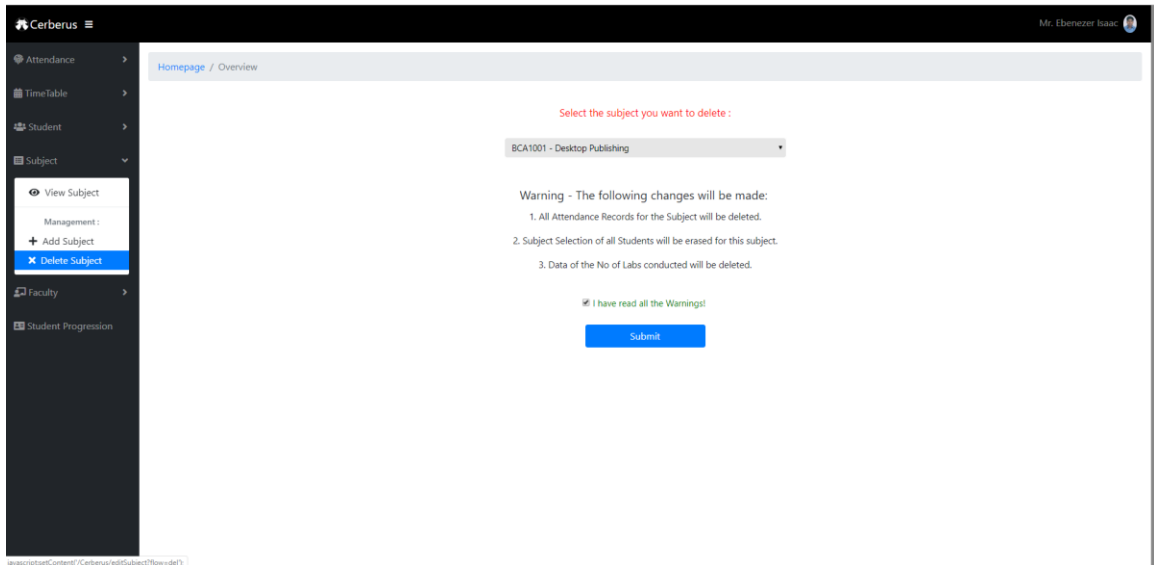 Cerberus
Mr. Ebenezer Isaac
Attendance
TimeTable
Student
Subject
View Subject
Management :
Add Subject
Delete Subject
Faculty
Student Progression
Homepage / Overview
Select the subject you want to delete :
BCA1001 - Desktop Publishing
Warning - The following changes will be made:
1. All Attendance Records for the Subject will be deleted.
2. Subject Selection of all Students will be erased for this subject.
3. Data of the No of Labs conducted will be deleted.
I have read all the Warnings!
Submit
javascript:setContent('/Cerberus/editSubject?flow=del');